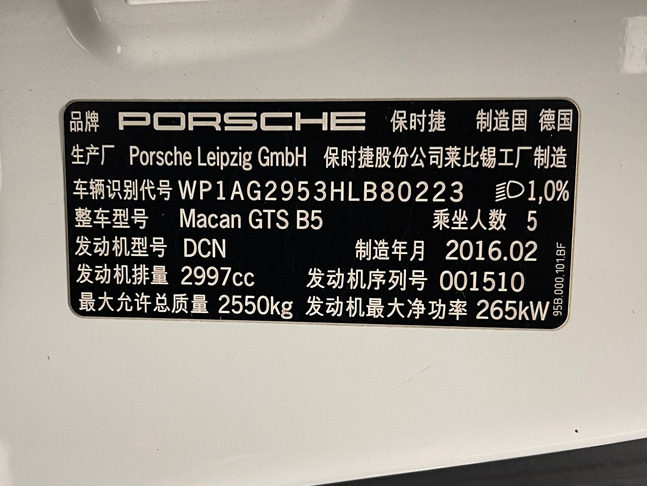 品牌 PORSCHE 保时捷 制造国 德国
生产厂 Porsche Leipzig GmbH 保时捷股份公司莱比锡工厂制造
车辆识别代号 WP1AG2953HLB80223 1,0%
整车型号 Macan GTS B5 乘坐人数 5
发动机型号 DCN 制造年月 2016.02
发动机排量 2997cc 发动机序列号 001510
最大允许总质量 2550kg 发动机最大净功率 265kW
95B.000.101.BF